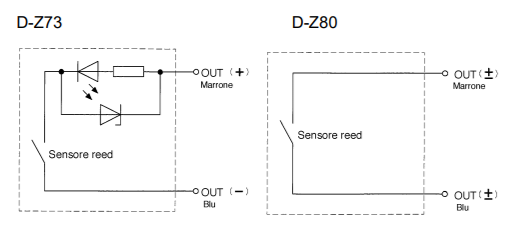 D-Z73
D-Z80
OUT (+)
Marrone
Sensore reed
OUT (−)
Blu
OUT (±)
Marrone
Sensore reed
OUT (±)
Blu